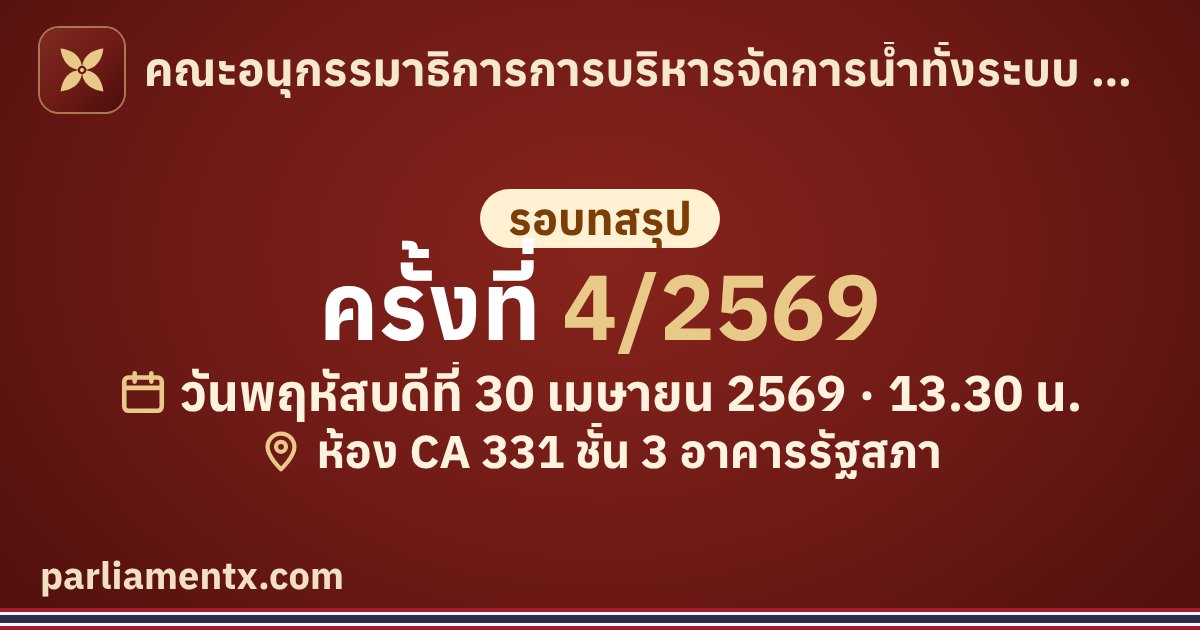 คณะอนุกรรมาธิการการบริหารจัดการน้ำทั้งระบบ ...
รอบทสรุป
ครั้งที่ 4/2569
วันพฤหัสบดีที่ 30 เมษายน 2569 · 13.30 น.
ห้อง CA 331 ชั้น 3 อาคารรัฐสภา
parliamentx.com